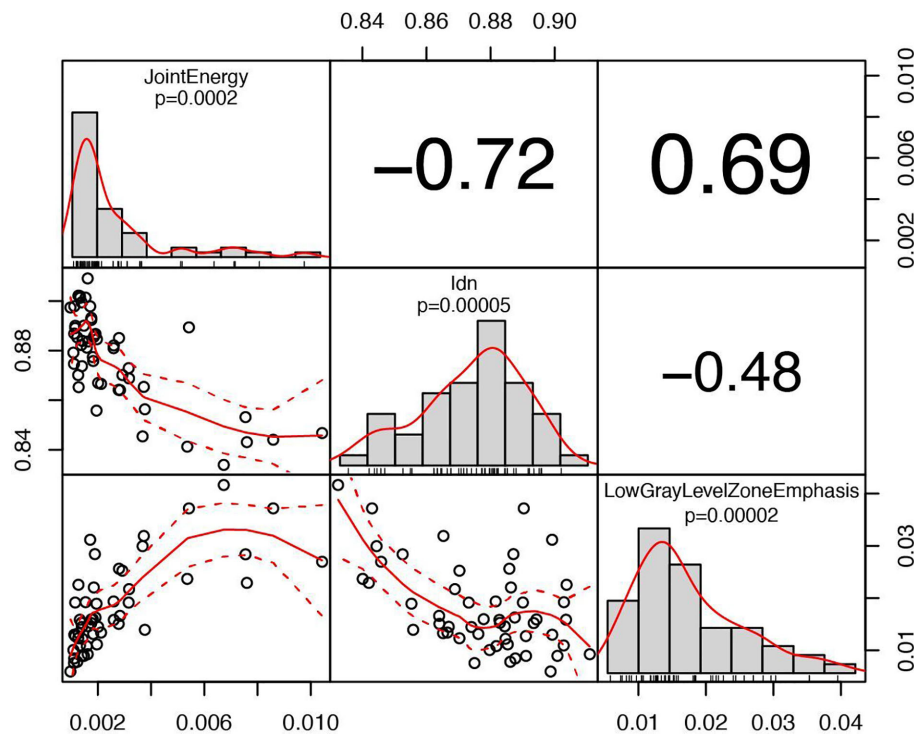 0.84 0.86 0.88 0.90
JointEnergy
p=0.0002
−0.72
0.69
0.002 0.006 0.010
Idn
p=0.00005
−0.48
0.84 0.88
LowGrayLevelZoneEmphasis
p=0.00002
0.01 0.03
0.002 0.006 0.010
0.01 0.02 0.03 0.04